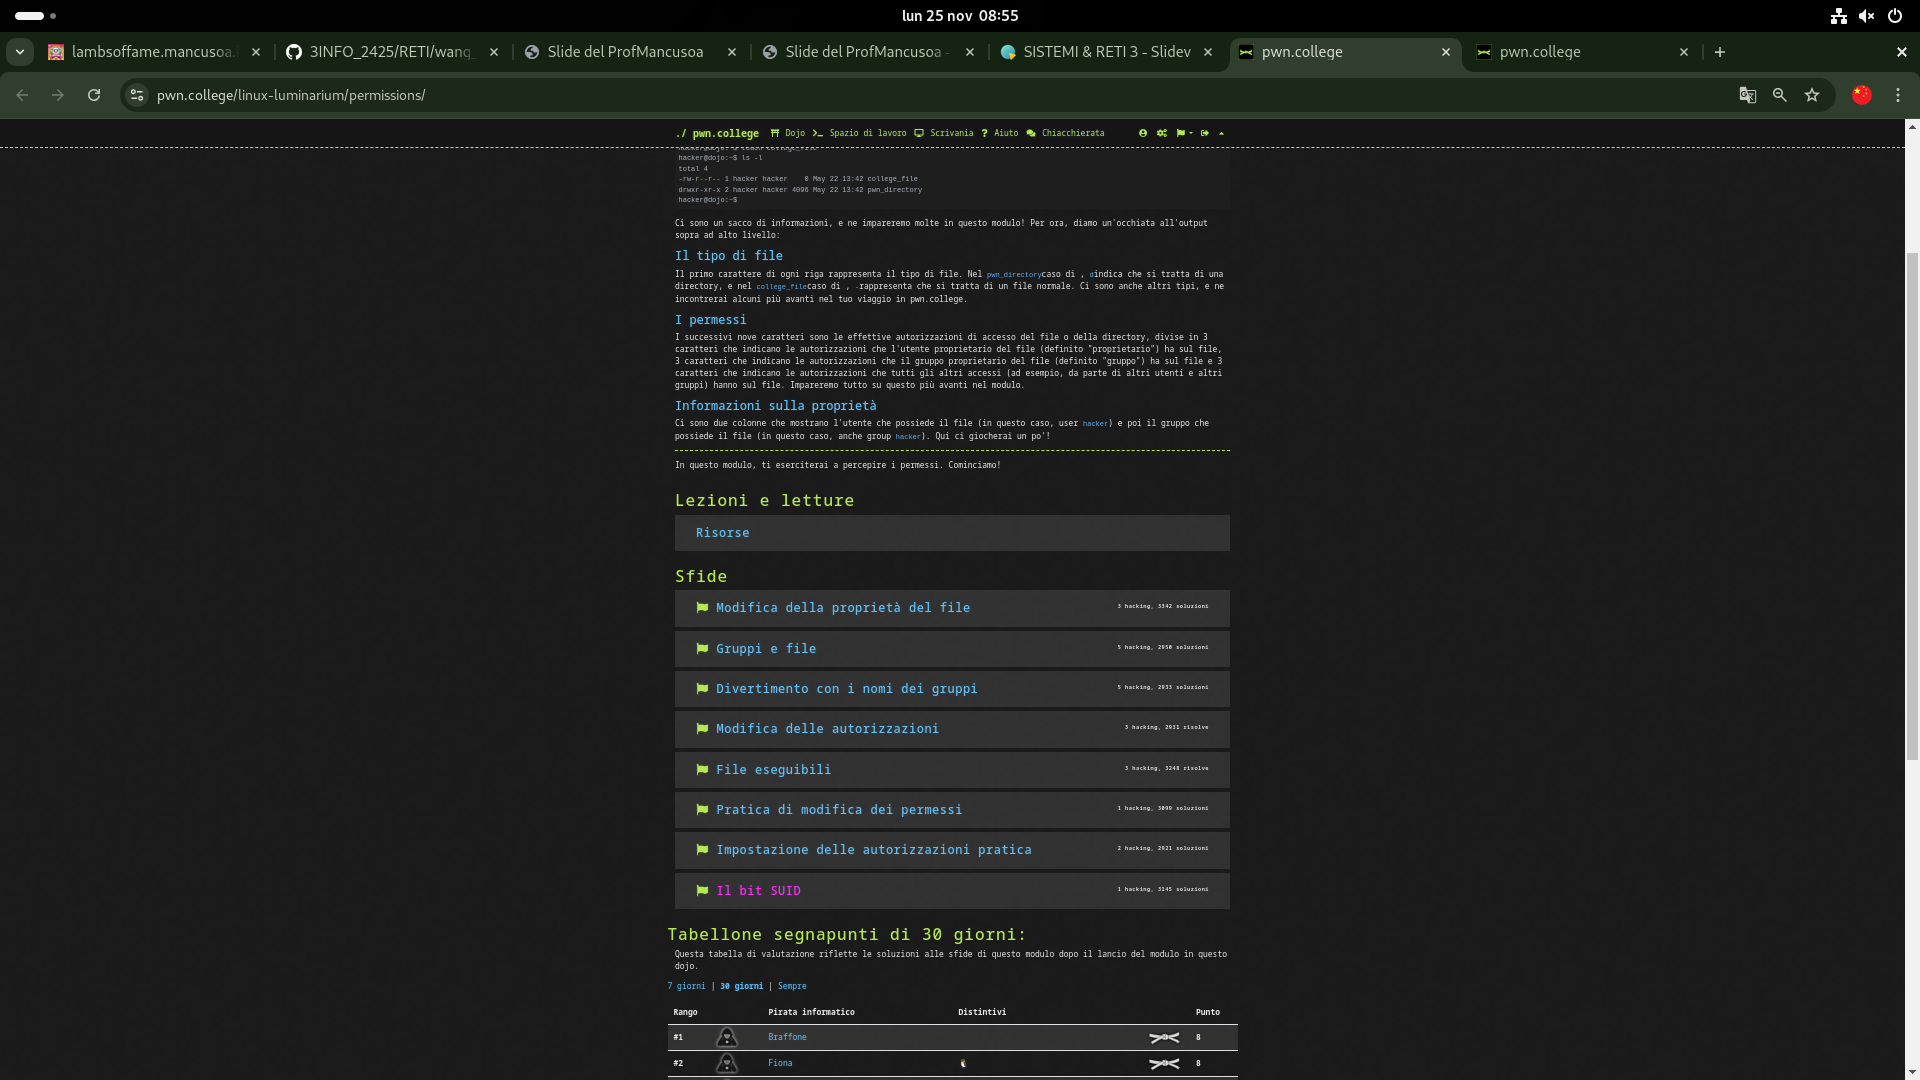 lun 25 nov 08:55
lambsoffame.mancusoa.
3INFO_2425/RETI/wang_
Slide del ProfMancusoa
Slide del ProfMancusoa -
SISTEMI & RETI 3 - Slidev
pwn.college
pwn.college
pwn.college/linux-luminarium/permissions/
./ pwn.college Dojo Spazio di lavoro Scrivania Aiuto Chiacchierata
hacker@dojo:~$ ls -l
total 4
-rw-r--r-- 1 hacker hacker    0 May 22 13:42 college_file
drwxr-xr-x 2 hacker hacker 4096 May 22 13:42 pwn_directory
hacker@dojo:~$
Ci sono un sacco di informazioni, e ne impareremo molte in questo modulo! Per ora, diamo un'occhiata all'output
sopra ad alto livello:
Il tipo di file
Il primo carattere di ogni riga rappresenta il tipo di file. Nel pwn_directorycaso di , dindica che si tratta di una
directory, e nel college_filecaso di , -rappresenta che si tratta di un file normale. Ci sono anche altri tipi, e ne
incontrerai alcuni più avanti nel tuo viaggio in pwn.college.
I permessi
I successivi nove caratteri sono le effettive autorizzazioni di accesso del file o della directory, divise in 3
caratteri che indicano le autorizzazioni che l'utente proprietario del file (definito "proprietario") ha sul file,
3 caratteri che indicano le autorizzazioni che il gruppo proprietario del file (definito "gruppo") ha sul file e 3
caratteri che indicano le autorizzazioni che tutti gli altri accessi (ad esempio, da parte di altri utenti e altri
gruppi) hanno sul file. Impareremo tutto su questo più avanti nel modulo.
Informazioni sulla proprietà
Ci sono due colonne che mostrano l'utente che possiede il file (in questo caso, user hacker) e poi il gruppo che
possiede il file (in questo caso, anche group hacker). Qui ci giocherai un po'!
In questo modulo, ti eserciterai a percepire i permessi. Cominciamo!
Lezioni e letture
Risorse
Sfide
Modifica della proprietà del file 3 hacking, 3342 soluzioni
Gruppi e file 5 hacking, 2950 soluzioni
Divertimento con i nomi dei gruppi 5 hacking, 2933 soluzioni
Modifica delle autorizzazioni 3 hacking, 2931 risolve
File eseguibili 3 hacking, 3248 risolve
Pratica di modifica dei permessi 1 hacking, 3099 soluzioni
Impostazione delle autorizzazioni pratica 2 hacking, 2921 soluzioni
Il bit SUID 1 hacking, 3145 soluzioni
Tabellone segnapunti di 30 giorni:
Questa tabella di valutazione riflette le soluzioni alle sfide di questo modulo dopo il lancio del modulo in questo
dojo.
7 giorni | 30 giorni | Sempre
Rango Pirata informatico Distintivi Punto
#1 Braffone 8
#2 Fiona 8